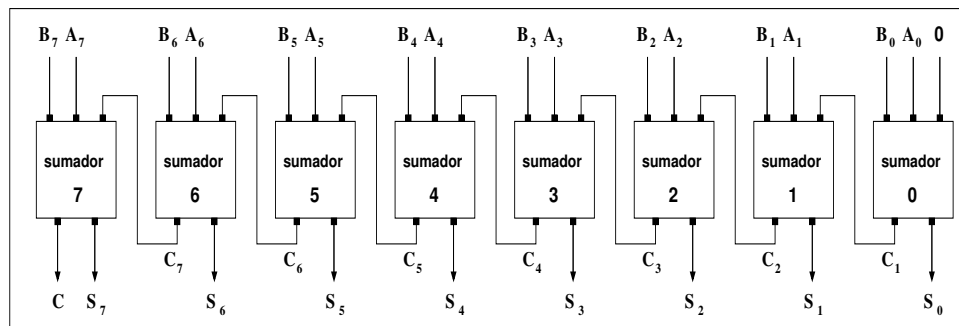 B7 A7 B6 A6 B5 A5 B4 A4 B3 A3 B2 A2 B1 A1 B0 A0 0
sumador sumador sumador sumador sumador sumador sumador sumador
7 6 5 4 3 2 1 0
C7 C6 C5 C4 C3 C2 C1
C S7 S6 S5 S4 S3 S2 S1 S0